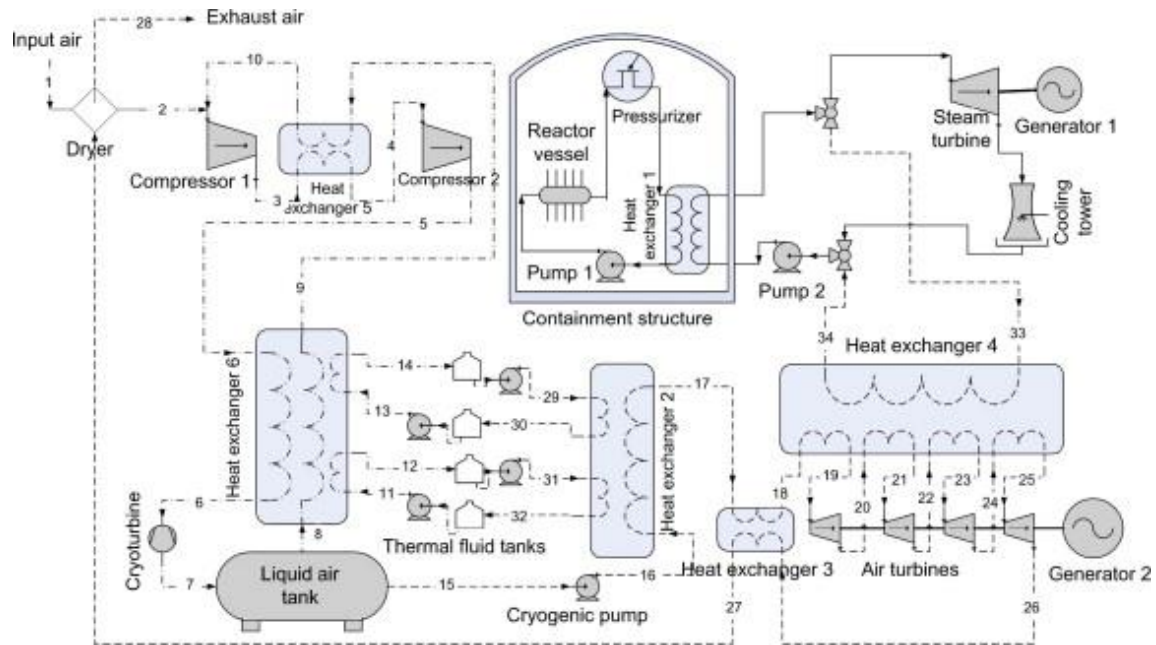 28
Exhaust air
Input air
1
10
2
Dryer
Compressor 1
3
Heat
exchanger 5
4
Compressor 2
5
Pressurizer
Reactor
vessel
Heat
exchanger 1
Pump 1
Pump 2
Containment structure
Steam
turbine
Generator 1
Cooling
tower
9
Heat exchanger 6
14
13
12
11
29
30
31
32
Heat exchanger 2
17
34
Heat exchanger 4
33
6
8
Cryoturbine
7
Liquid air
tank
Thermal fluid tanks
15
16
Cryogenic pump
18
Heat exchanger 3
19
20
21
22
23
24
25
Air turbines
Generator 2
27
26